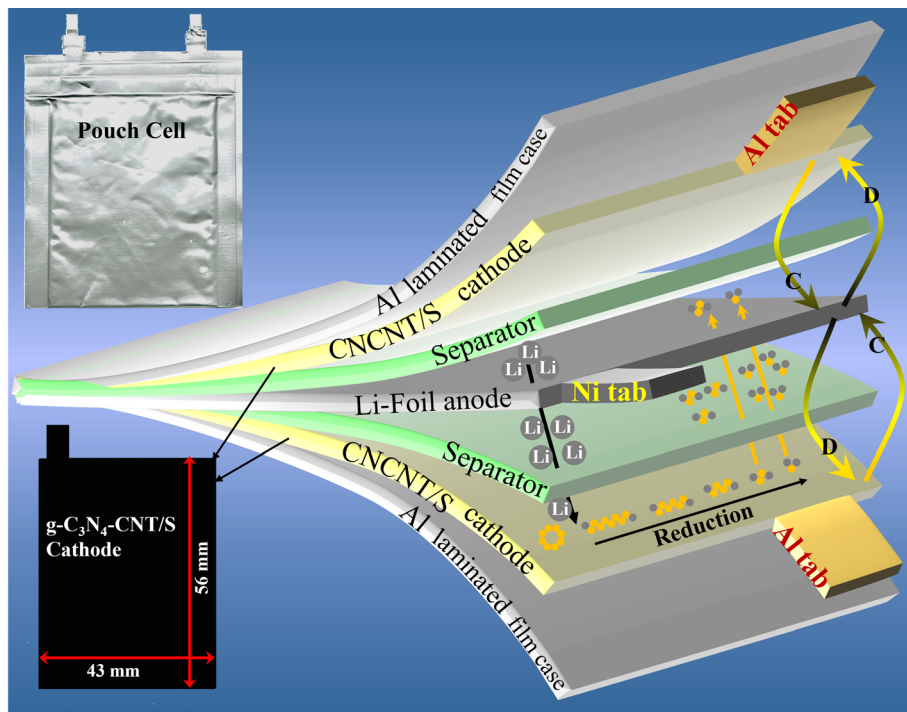 Pouch Cell
Al laminated film case
CNCNT/S cathode
Separator
Li-Foil anode
Separator
CNCNT/S cathode
Al laminated film case
Al tab
D
C
Li
Li
Li
Ni tab
C
Li
Li
Li
Li
D
Li
Reduction
Al tab
g-C₃N₄-CNT/S
Cathode
56 mm
43 mm